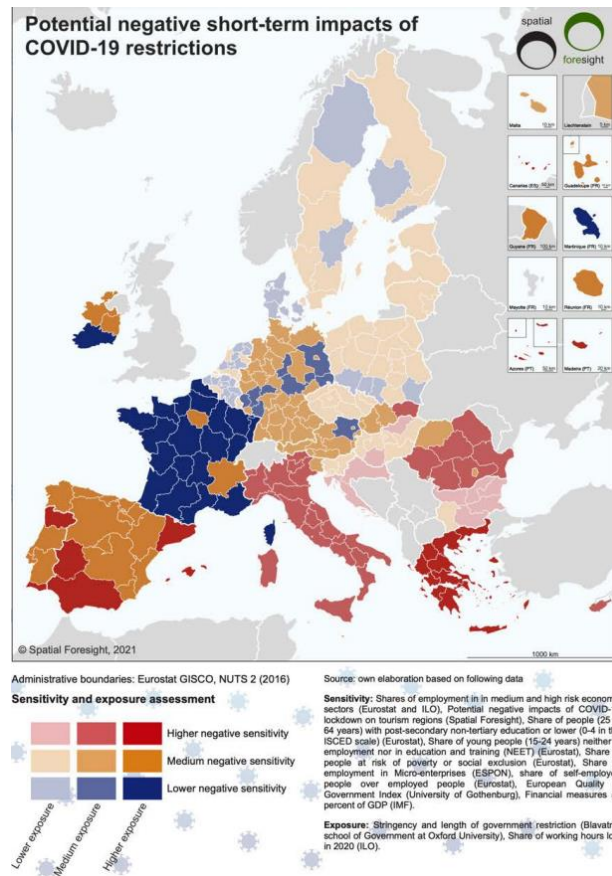 Potential negative short-term impacts of
COVID-19 restrictions
spatial
foresight
Malta
Liechtenstein
Canarias (ES)
Guadeloupe (FR)
Guyane (FR)
Martinique (FR)
Mayotte (FR)
Réunion (FR)
Azores (PT)
Madeira (PT)
© Spatial Foresight, 2021
1000 km
Administrative boundaries: Eurostat GISCO, NUTS 2 (2016)
Sensitivity and exposure assessment
Higher negative sensitivity
Medium negative sensitivity
Lower negative sensitivity
Lower exposure
Medium exposure
Higher exposure
Source: own elaboration based on following data
Sensitivity: Shares of employment in in medium and high risk econom
sectors (Eurostat and ILO), Potential negative impacts of COVID-
lockdown on tourism regions (Spatial Foresight), Share of people (25
64 years) with post-secondary non-tertiary education or lower (0-4 in th
ISCED scale) (Eurostat), Share of young people (15-24 years) neither
employment nor in education and training (NEET) (Eurostat), Share
people at risk of poverty or social exclusion (Eurostat), Share
employment in Micro-enterprises (ESPON), share of self-employe
people over employed people (Eurostat), European Quality
Government Index (University of Gothenburg), Financial measures
percent of GDP (IMF).
Exposure: Stringency and length of government restriction (Blavatn
school of Government at Oxford University), Share of working hours lo
in 2020 (ILO).